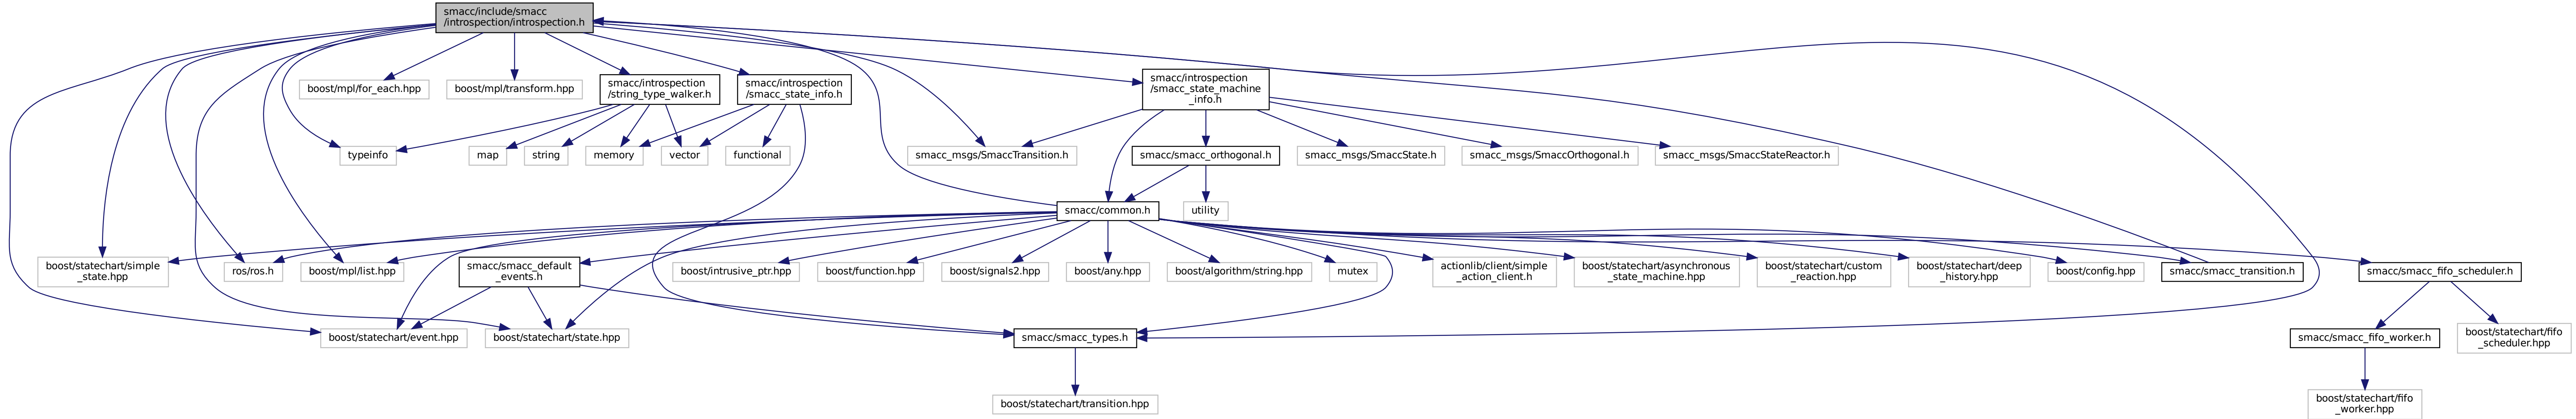 smacc/include/smacc
/introspection/introspection.h
boost/mpl/for_each.hpp
boost/mpl/transform.hpp
smacc/introspection
/string_type_walker.h
smacc/introspection
/smacc_state_info.h
smacc/introspection
/smacc_state_machine
_info.h
typeinfo
map
string
memory
vector
functional
smacc_msgs/SmaccTransition.h
smacc/smacc_orthogonal.h
smacc_msgs/SmaccState.h
smacc_msgs/SmaccOrthogonal.h
smacc_msgs/SmaccStateReactor.h
smacc/common.h
utility
boost/statechart/simple
_state.hpp
ros/ros.h
boost/mpl/list.hpp
smacc/smacc_default
_events.h
boost/intrusive_ptr.hpp
boost/function.hpp
boost/signals2.hpp
boost/any.hpp
boost/algorithm/string.hpp
mutex
actionlib/client/simple
_action_client.h
boost/statechart/asynchronous
_state_machine.hpp
boost/statechart/custom
_reaction.hpp
boost/statechart/deep
_history.hpp
boost/config.hpp
smacc/smacc_transition.h
smacc/smacc_fifo_scheduler.h
boost/statechart/event.hpp
boost/statechart/state.hpp
smacc/smacc_types.h
smacc/smacc_fifo_worker.h
boost/statechart/fifo
_scheduler.hpp
boost/statechart/transition.hpp
boost/statechart/fifo
_worker.hpp